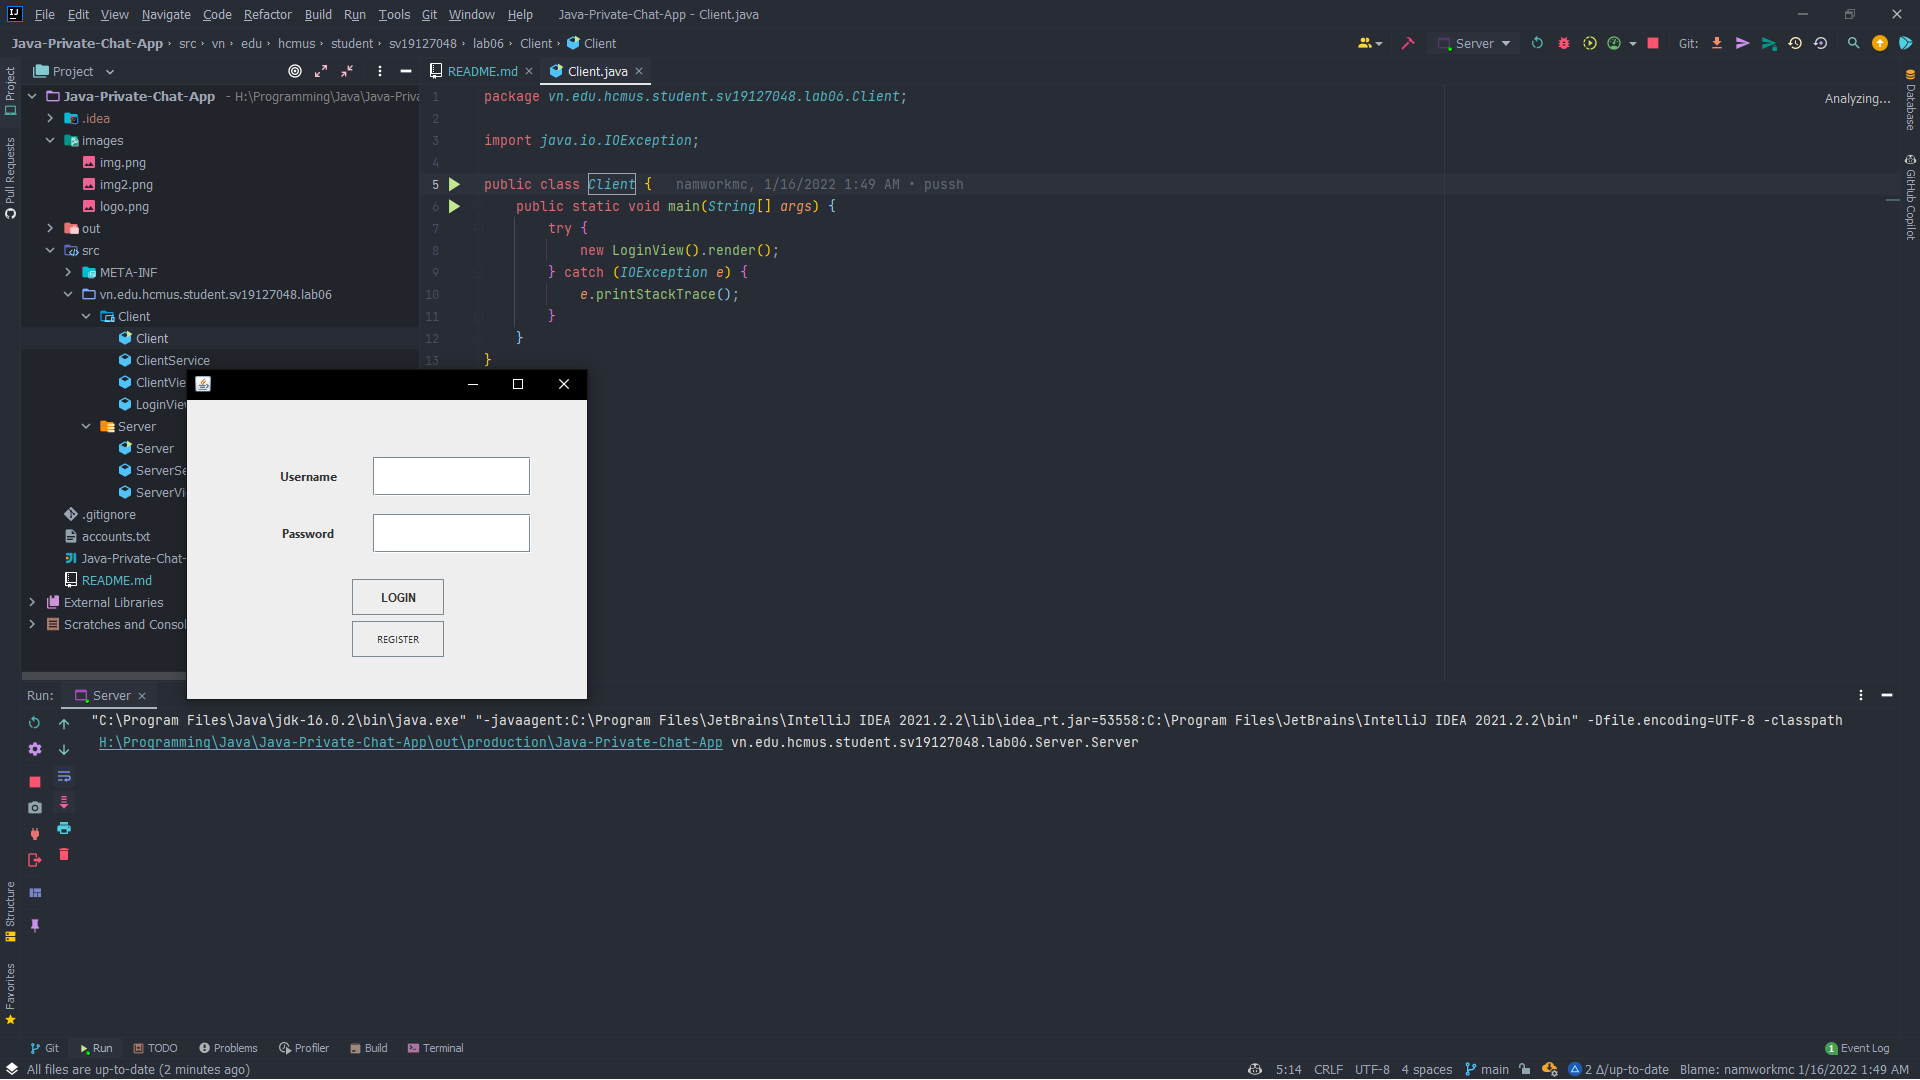 File Edit View Navigate Code Refactor Build Run Tools Git Window Help Java-Private-Chat-App - Client.java
Java-Private-Chat-App › src › vn › edu › hcmus › student › sv19127048 › lab06 › Client › Client
Server
Git:
Project
README.md
Client.java
Project
Pull Requests
Structure
Favorites
Java-Private-Chat-App - H:\Programming\Java\Java-Priva
.idea
images
img.png
img2.png
logo.png
out
src
META-INF
vn.edu.hcmus.student.sv19127048.lab06
Client
Client
ClientService
ClientVie
LoginView
Server
Server
ServerSe
ServerVi
.gitignore
accounts.txt
Java-Private-Chat-
README.md
External Libraries
Scratches and Consol
1 package vn.edu.hcmus.student.sv19127048.lab06.Client;
2
3 import java.io.IOException;
4
5 public class Client { namworkmc, 1/16/2022 1:49 AM • pussh
6 public static void main(String[] args) {
7 try {
8 new LoginView().render();
9 } catch (IOException e) {
10 e.printStackTrace();
11 }
12 }
13 }
Analyzing...
Database
GitHub Copilot
Username
Password
LOGIN
REGISTER
Run: Server
"C:\Program Files\Java\jdk-16.0.2\bin\java.exe" "-javaagent:C:\Program Files\JetBrains\IntelliJ IDEA 2021.2.2\lib\idea_rt.jar=53558:C:\Program Files\JetBrains\IntelliJ IDEA 2021.2.2\bin" -Dfile.encoding=UTF-8 -classpath
H:\Programming\Java\Java-Private-Chat-App\out\production\Java-Private-Chat-App vn.edu.hcmus.student.sv19127048.lab06.Server.Server
Git Run TODO Problems Profiler Build Terminal
1 Event Log
All files are up-to-date (2 minutes ago)
5:14 CRLF UTF-8 4 spaces main 2 Δ/up-to-date Blame: namworkmc 1/16/2022 1:49 AM